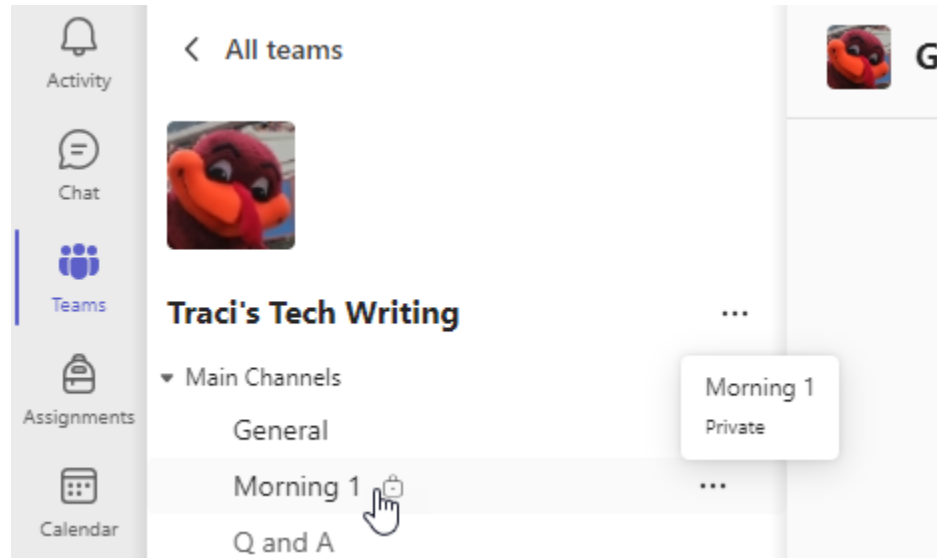 Activity
Chat
Teams
Assignments
Calendar
All teams
Traci's Tech Writing
Main Channels
General
Morning 1
Q and A
Morning 1
Private
G